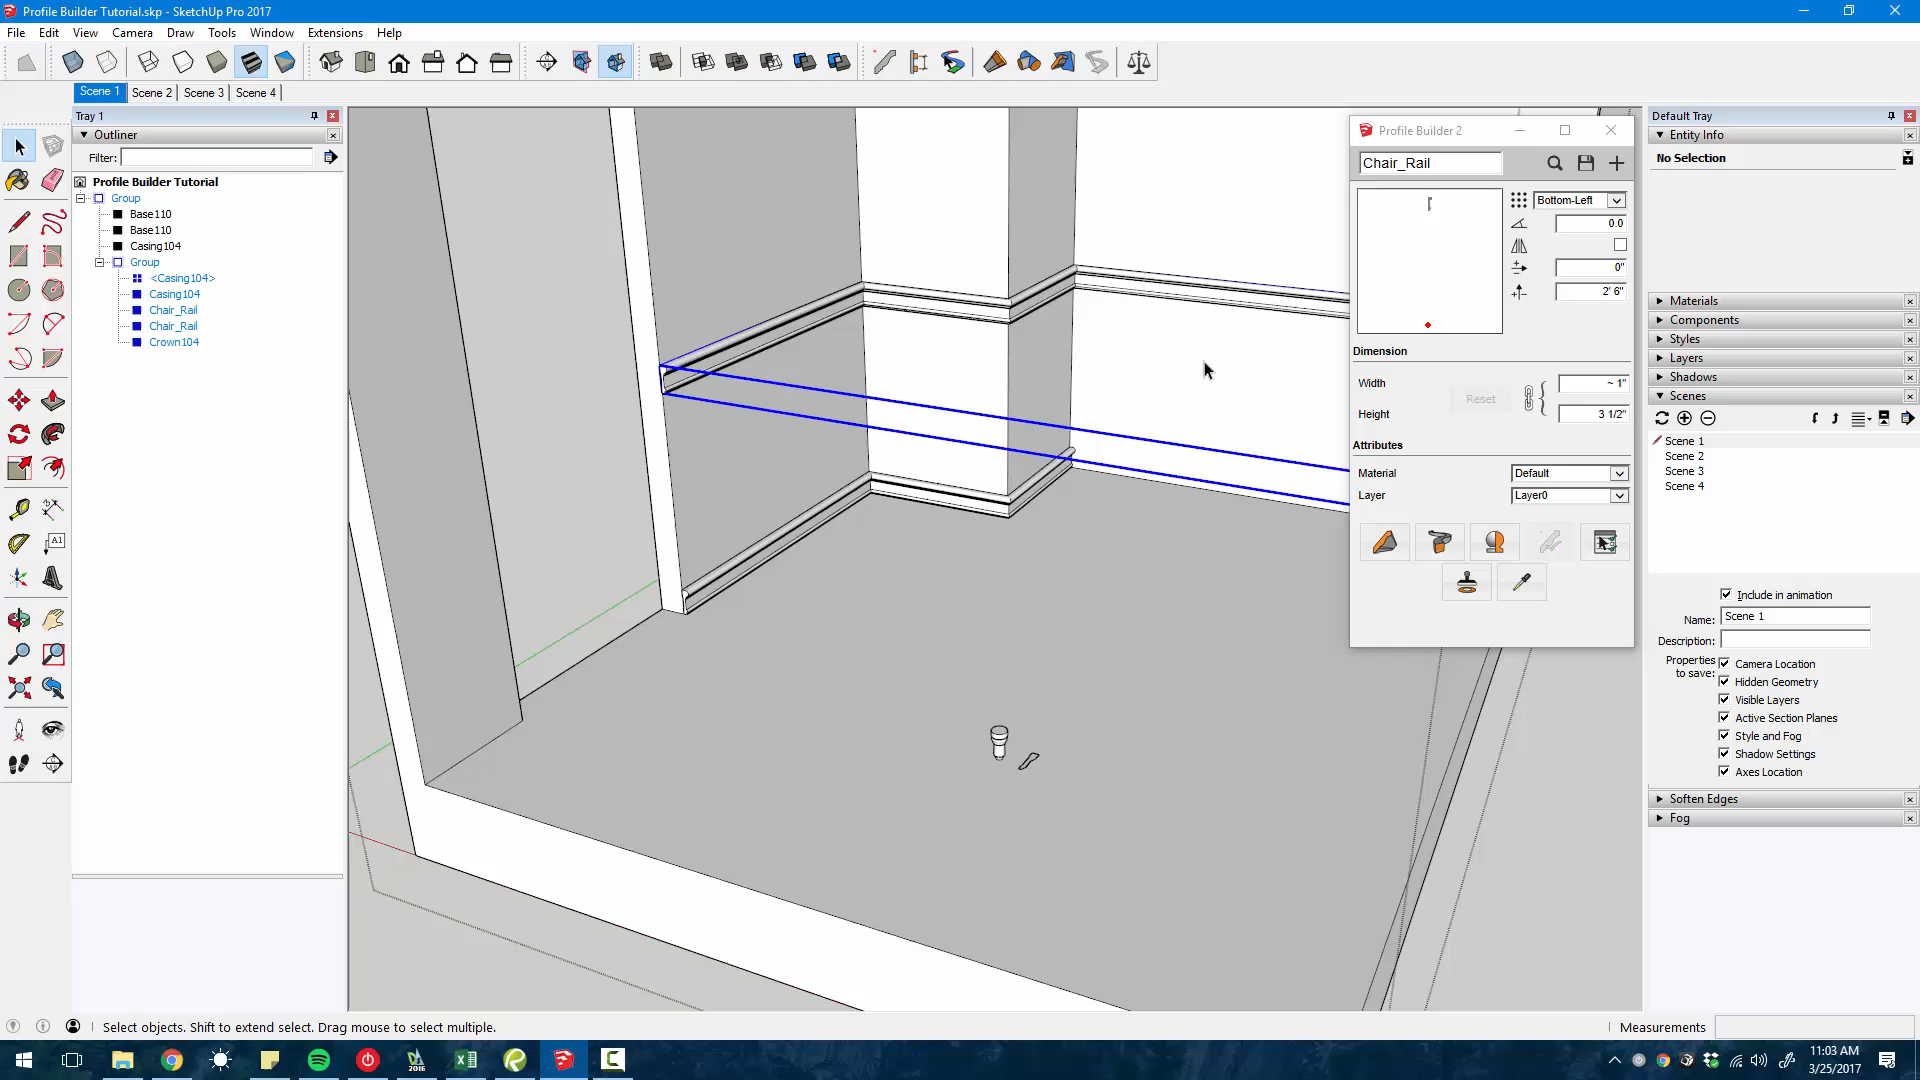 Profile Builder Tutorial.skp - SketchUp Pro 2017
File Edit View Camera Draw Tools Window Extensions Help
Scene 1 Scene 2 Scene 3 Scene 4
Tray 1
Outliner
Filter:
Profile Builder Tutorial
Group
Base110
Base110
Casing104
Group
<Casing104>
Casing104
Chair_Rail
Chair_Rail
Crown104
A1
Profile Builder 2
Chair_Rail
Bottom-Left
0.0
0"
2' 6"
Dimension
Width ~ 1"
Reset
Height 3 1/2"
Attributes
Material Default
Layer Layer0
Default Tray
Entity Info
No Selection
Materials
Components
Styles
Layers
Shadows
Scenes
Scene 1
Scene 2
Scene 3
Scene 4
Include in animation
Name: Scene 1
Description:
Properties to save:
Camera Location
Hidden Geometry
Visible Layers
Active Section Planes
Style and Fog
Shadow Settings
Axes Location
Soften Edges
Fog
Select objects. Shift to extend select. Drag mouse to select multiple.
Measurements
2016
11:03 AM
3/25/2017